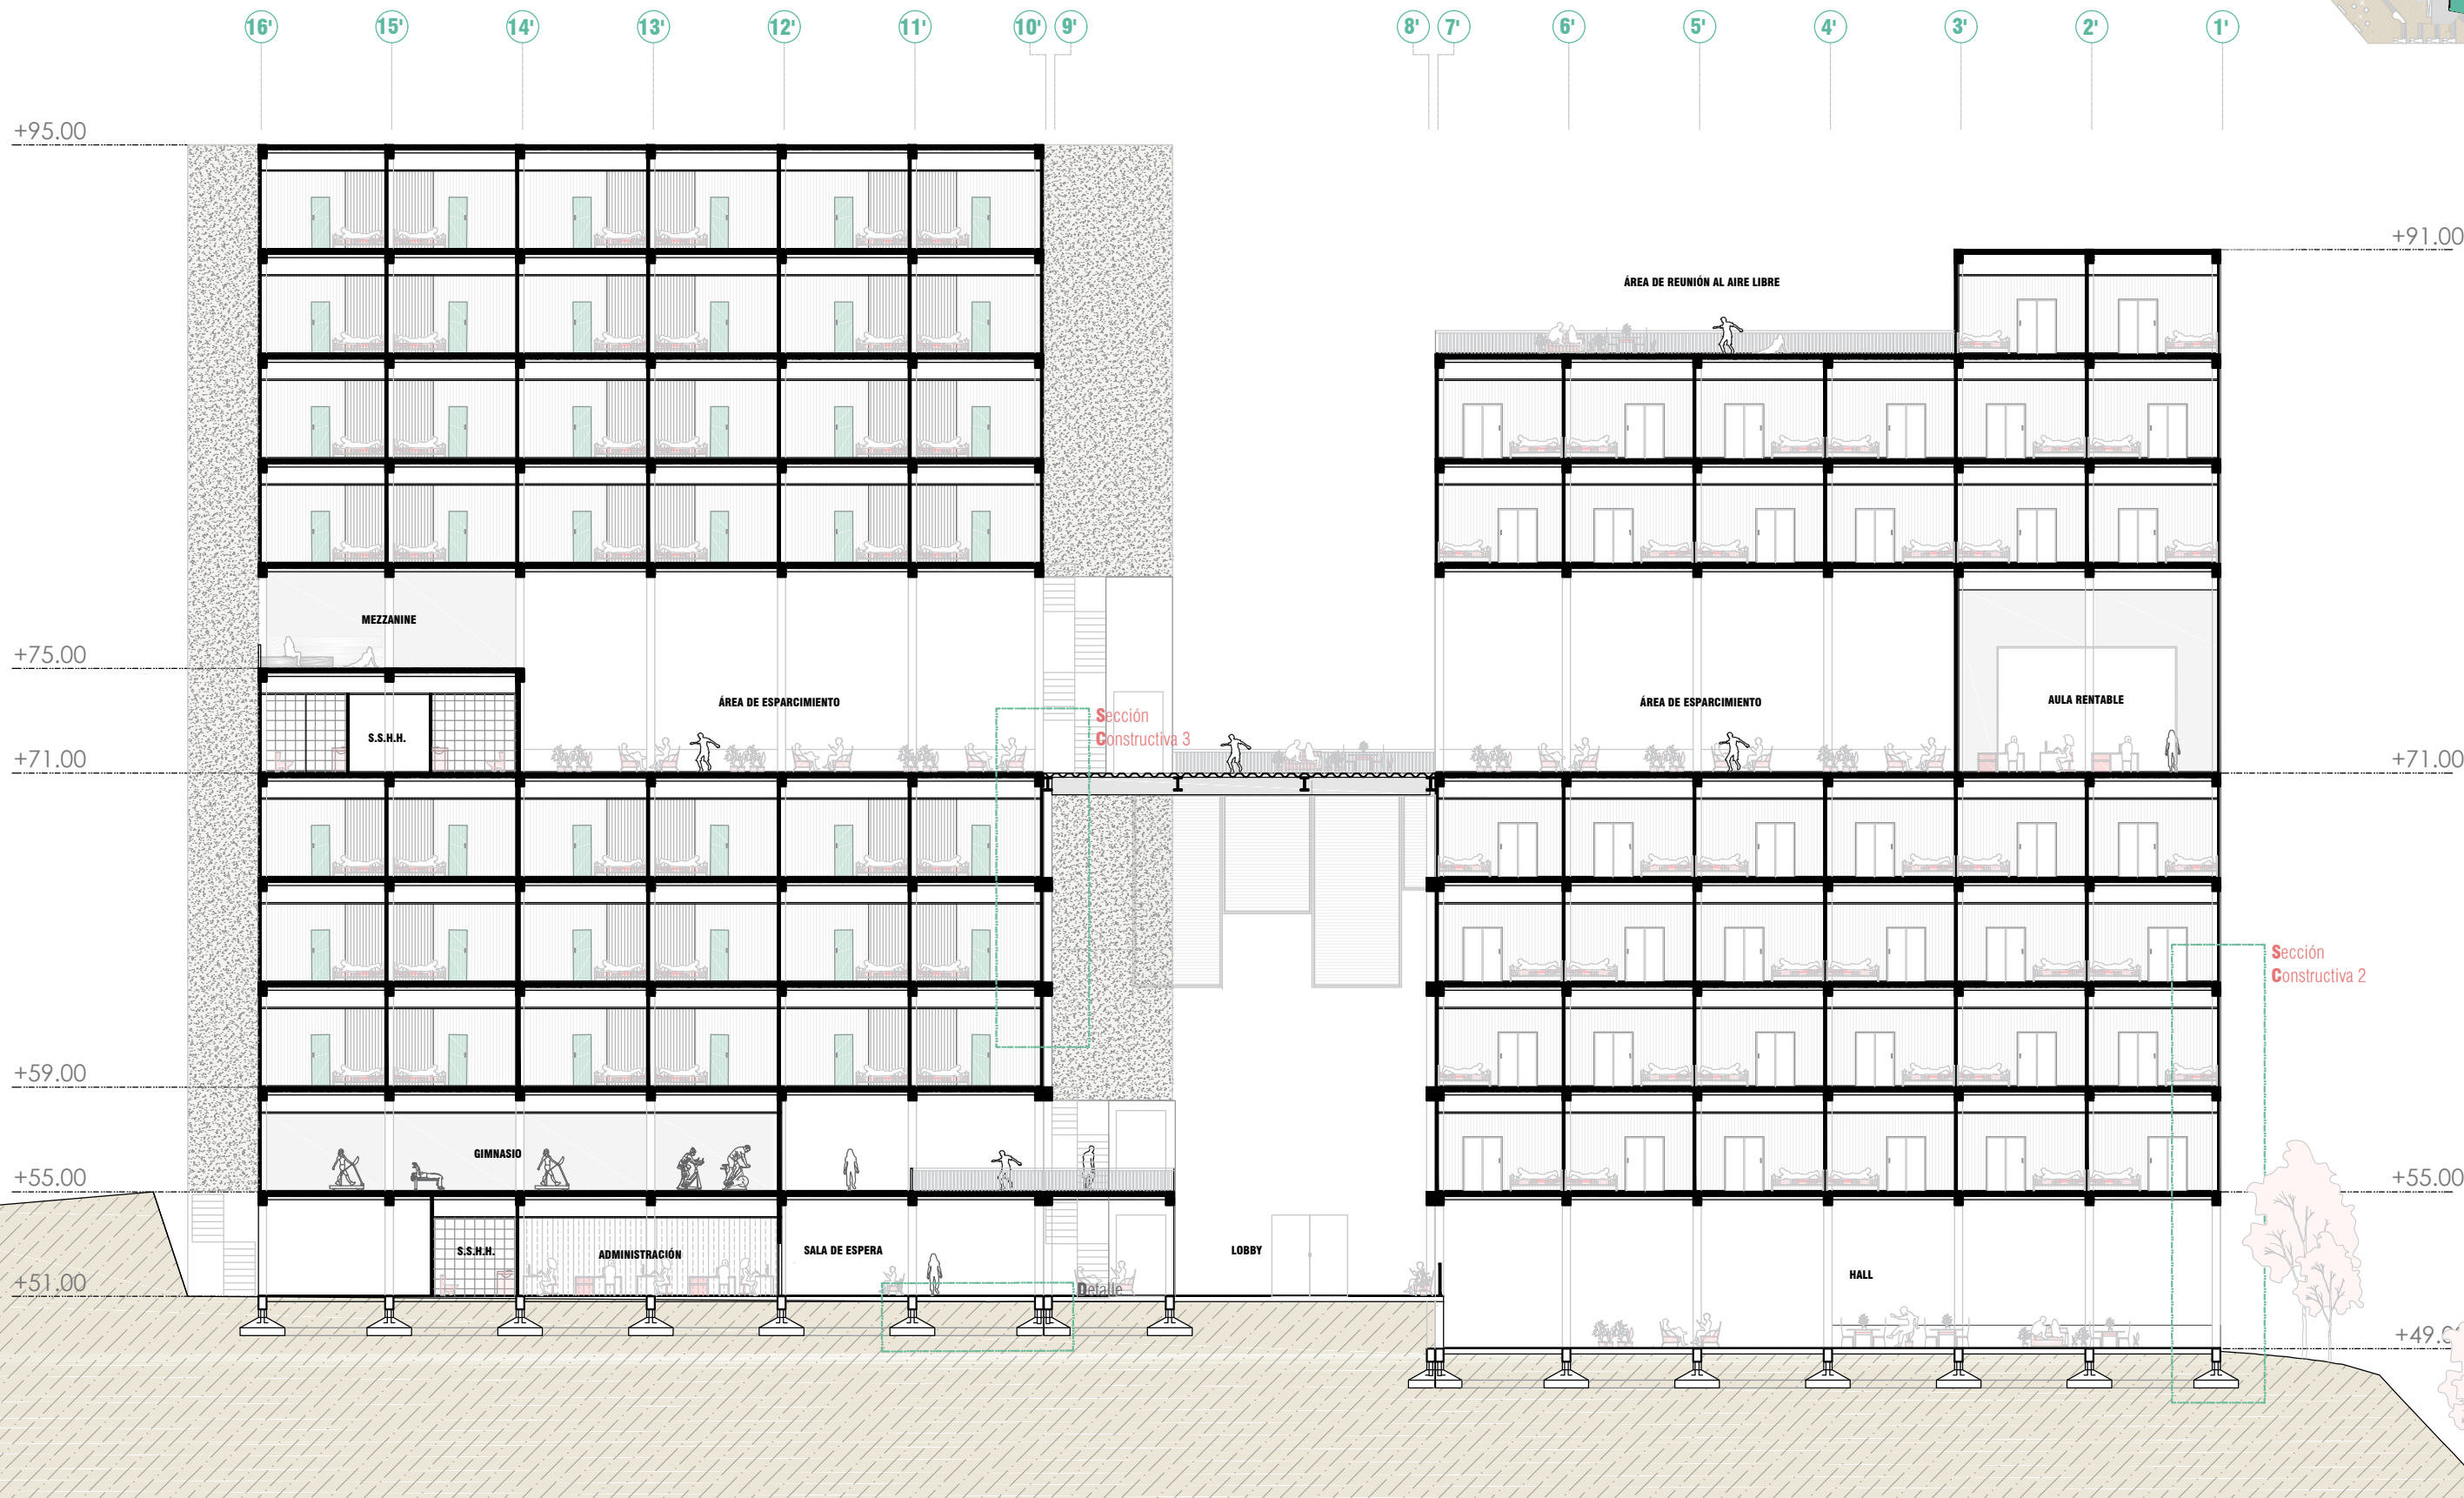 16' 15' 14' 13' 12' 11' 10' 9' 8' 7' 6' 5' 4' 3' 2' 1'
+95.00
+91.00
ÁREA DE REUNIÓN AL AIRE LIBRE
MEZZANINE
+75.00
ÁREA DE ESPARCIMIENTO
ÁREA DE ESPARCIMIENTO
AULA RENTABLE
S.S.H.H.
Sección
Constructiva 3
+71.00
+71.00
Sección
Constructiva 2
+59.00
GIMNASIO
+55.00
+55.00
S.S.H.H.
ADMINISTRACIÓN
SALA DE ESPERA
LOBBY
HALL
+51.00
Detalle
+49.0